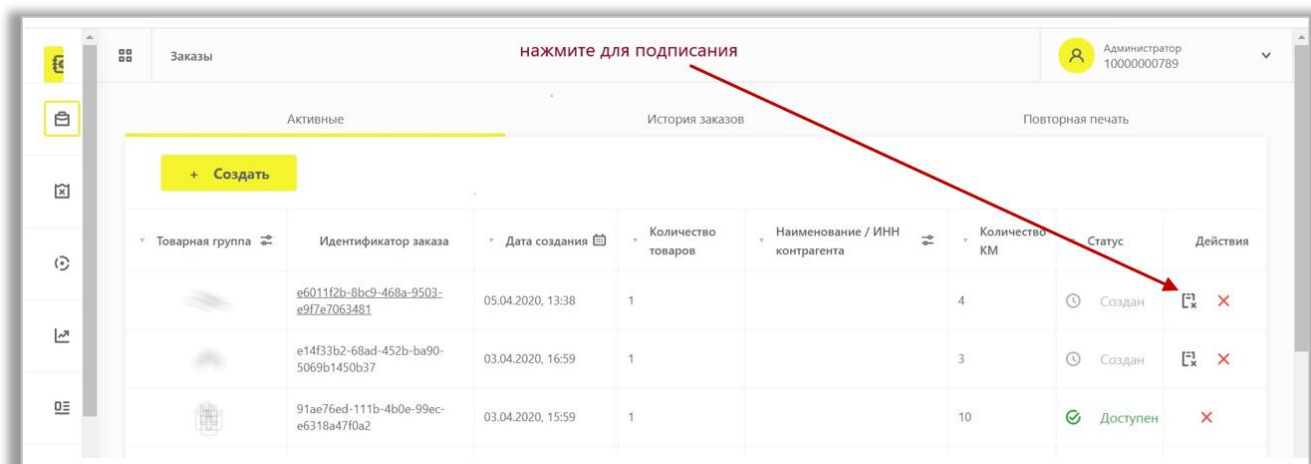 Заказы
нажмите для подписания
Администратор
10000000789
Активные
История заказов
Повторная печать
+ Создать
Товарная группа
Идентификатор заказа
Дата создания
Количество
товаров
Наименование / ИНН
контрагента
Количество
КМ
Статус
Действия
e6011f2b-8bc9-468a-9503-
e9f7e7063481
05.04.2020, 13:38
1
4
Создан
e14f33b2-68ad-452b-ba90-
5069b1450b37
03.04.2020, 16:59
1
3
Создан
91ae76ed-111b-4b0e-99ec-
e6318a47f0a2
03.04.2020, 15:59
1
10
Доступен